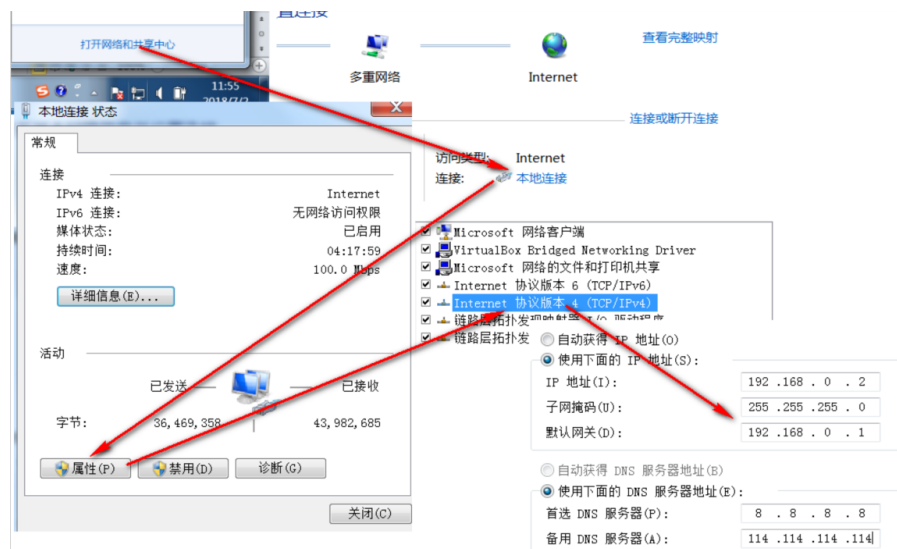 打开网络和共享中心
11:55
查看完整映射
多重网络
Internet
连接或断开连接
访问类型: Internet
连接: 本地连接
本地连接 状态
常规
连接
IPv4 连接: Internet
IPv6 连接: 无网络访问权限
媒体状态: 已启用
持续时间: 04:17:59
速度: 100.0 Mbps
详细信息(E)...
活动
已发送
已接收
字节: 36,469,358 43,982,685
属性(P)
禁用(D)
诊断(G)
关闭(C)
Microsoft 网络客户端
VirtualBox Bridged Networking Driver
Microsoft 网络的文件和打印机共享
Internet 协议版本 6 (TCP/IPv6)
Internet 协议版本 4 (TCP/IPv4)
链路层拓扑发现映射器 I/O 驱动程序
链路层拓扑发
自动获得 IP 地址(O)
使用下面的 IP 地址(S):
IP 地址(I): 192 .168 . 0 . 2
子网掩码(U): 255 .255 .255 . 0
默认网关(D): 192 .168 . 0 . 1
自动获得 DNS 服务器地址(B)
使用下面的 DNS 服务器地址(E):
首选 DNS 服务器(P): 8 . 8 . 8 . 8
备用 DNS 服务器(A): 114 .114 .114 .114